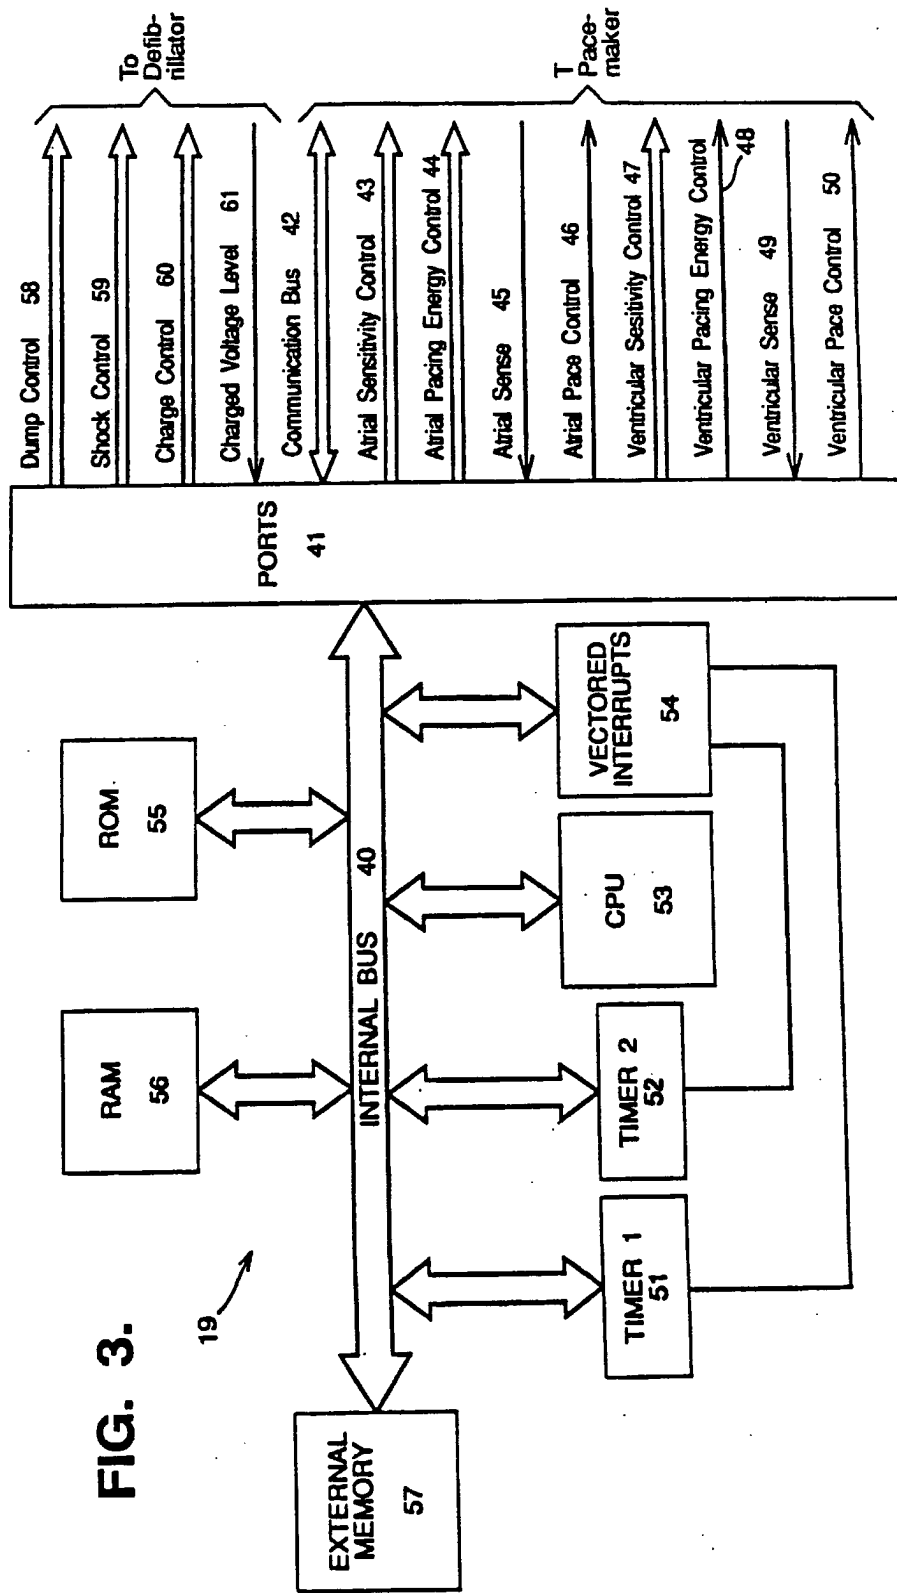 FIG. 3.
19
EXTERNAL
MEMORY
57
RAM
56
ROM
55
INTERNAL BUS 40
TIMER 1
51
TIMER 2
52
CPU
53
VECTORED
INTERRUPTS
54
PORTS
41
Dump Control 58
Shock Control 59
Charge Control 60
Charged Voltage Level 61
Communication Bus 42
Atrial Sensitivity Control 43
Atrial Pacing Energy Control 44
Atrial Sense 45
Atrial Pace Control 46
Ventricular Sesitivity Control 47
Ventricular Pacing Energy Control
48
Ventricular Sense 49
Ventricular Pace Control 50
To
Defib-
rillator
T
Pace-
maker